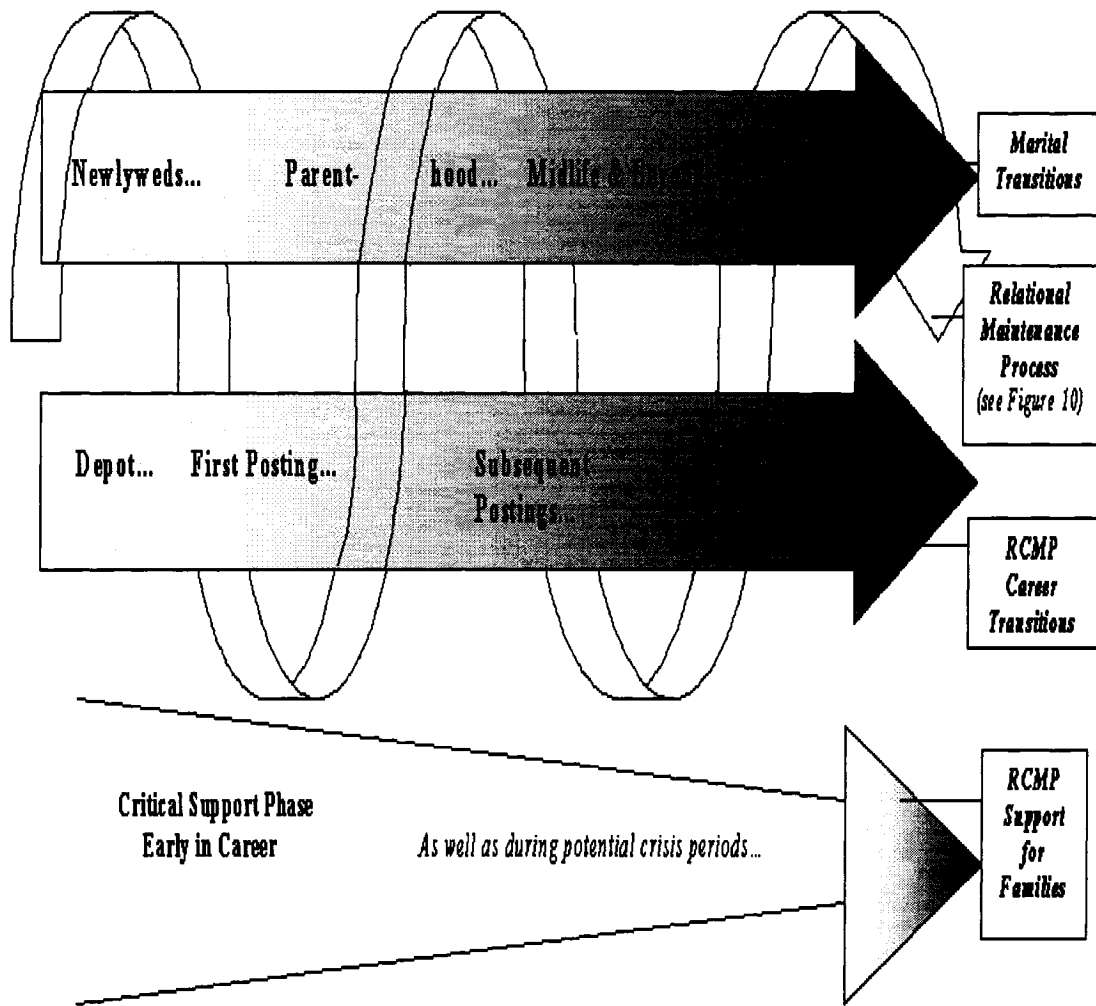 Newlyweds... Parent- hood... Midlife &
Marital
Transitions
Relational
Maintenance
Process
(see Figure 10)
Depot... First Posting... Subsequent
Postings...
RCMP
Career
Transitions
Critical Support Phase
Early in Career
As well as during potential crisis periods...
RCMP
Support
for
Families